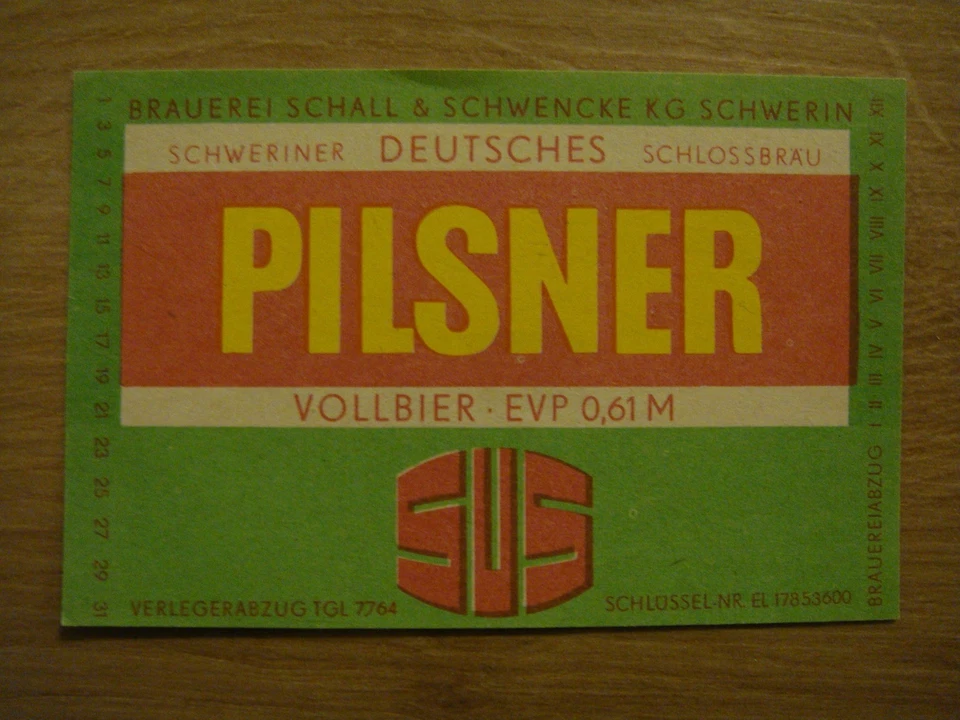 BRAUEREI SCHALL & SCHWENCKE KG SCHWERIN
SCHWERINER DEUTSCHES SCHLOSSBRÄU
PILSNER
VOLLBIER · EVP 0,61 M
SUS
VERLEGERABZUG TGL 7764
SCHLÜSSEL-NR. EL 17853600
1 3 5 7 9 11 13 15 17 19 21 23 25 27 29 31
BRAUEREIABZUG I II III IV V VI VII VIII IX X XI XII